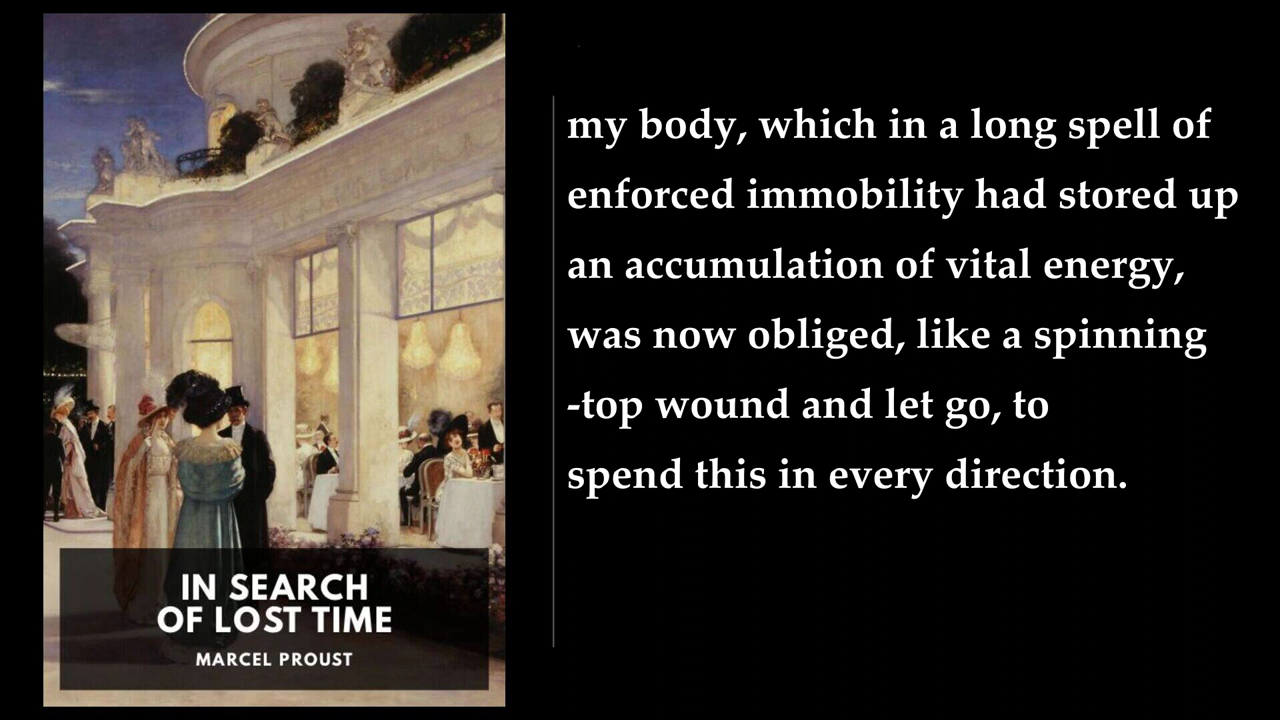 my body, which in a long spell of
enforced immobility had stored up
an accumulation of vital energy,
was now obliged, like a spinning
-top wound and let go, to
spend this in every direction.
IN SEARCH
OF LOST TIME
MARCEL PROUST